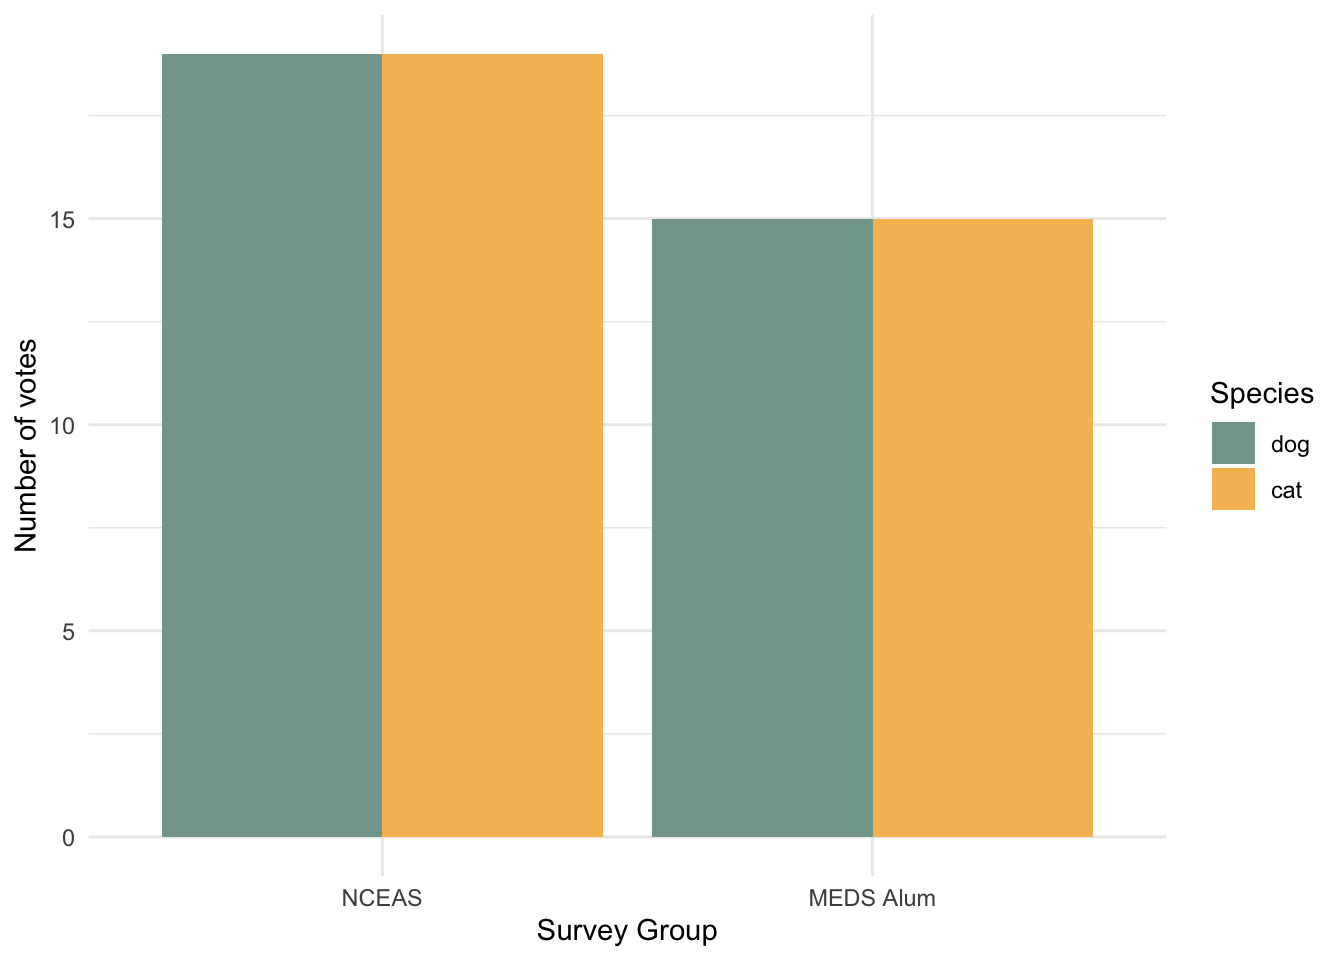 Number of votes
15
10
5
0
NCEAS
MEDS Alum
Survey Group
Species
dog
cat